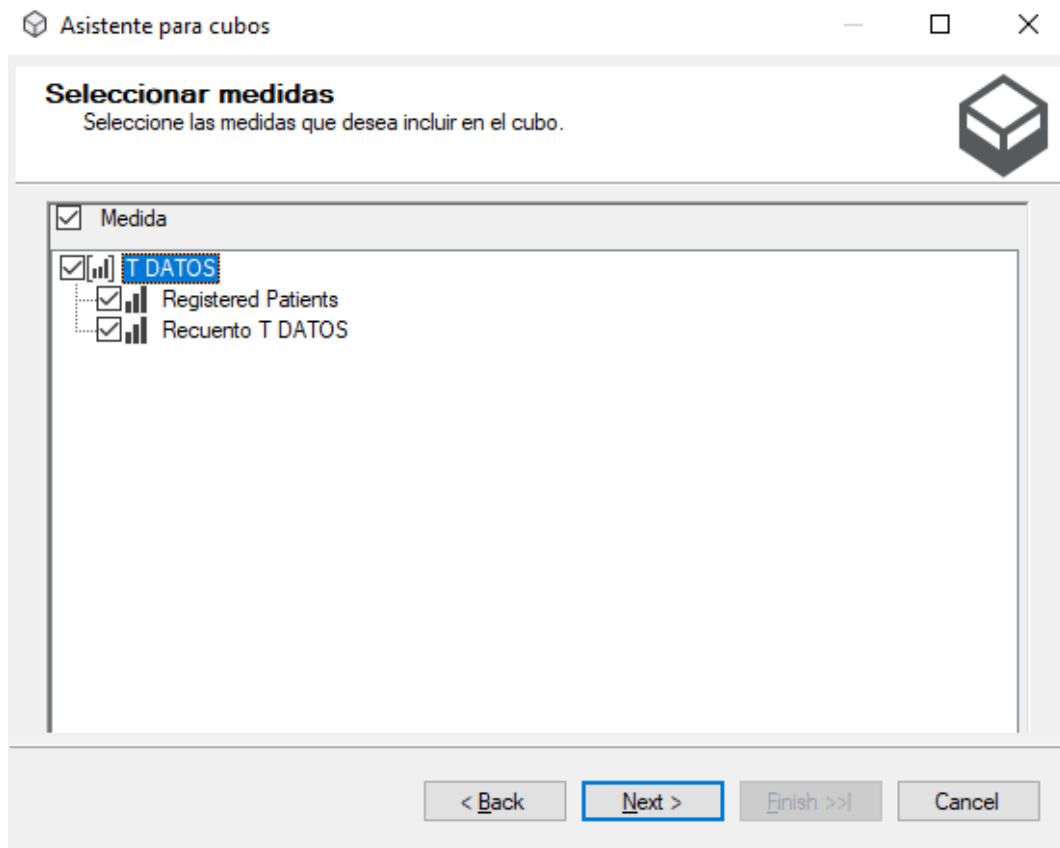 Asistente para cubos
Seleccionar medidas
Seleccione las medidas que desea incluir en el cubo.
Medida
T DATOS
Registered Patients
Recuento T DATOS
< Back Next > Finish >>| Cancel